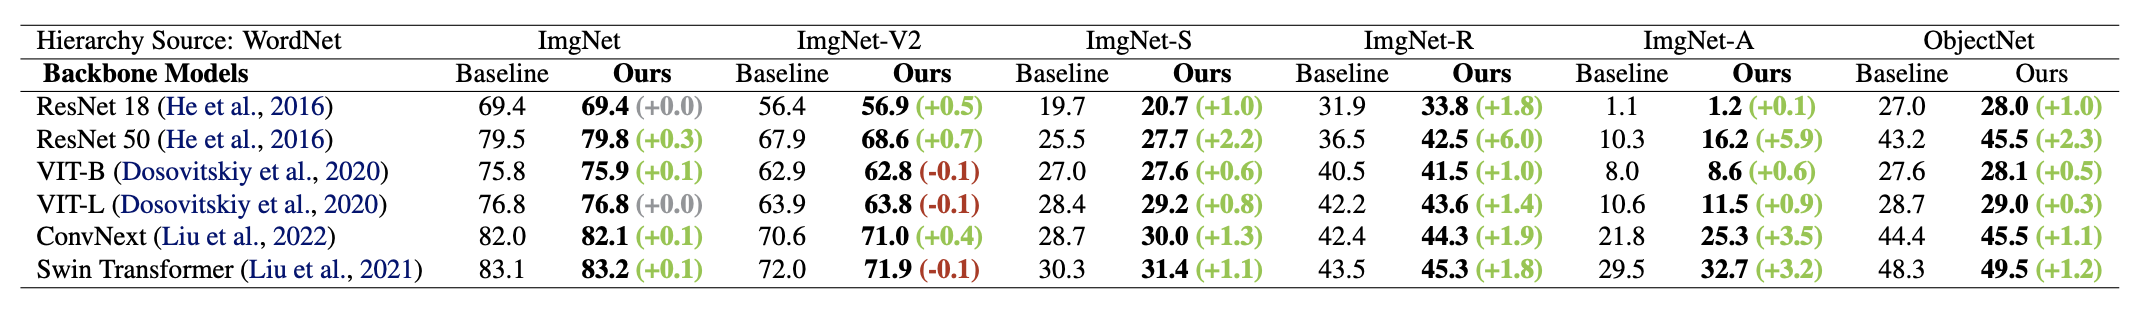 Hierarchy Source: WordNet ImgNet ImgNet-V2 ImgNet-S ImgNet-R ImgNet-A ObjectNet
Backbone Models Baseline Ours Baseline Ours Baseline Ours Baseline Ours Baseline Ours Baseline Ours
ResNet 18 (He et al., 2016) 69.4 69.4 (+0.0) 56.4 56.9 (+0.5) 19.7 20.7 (+1.0) 31.9 33.8 (+1.8) 1.1 1.2 (+0.1) 27.0 28.0 (+1.0)
ResNet 50 (He et al., 2016) 79.5 79.8 (+0.3) 67.9 68.6 (+0.7) 25.5 27.7 (+2.2) 36.5 42.5 (+6.0) 10.3 16.2 (+5.9) 43.2 45.5 (+2.3)
VIT-B (Dosovitskiy et al., 2020) 75.8 75.9 (+0.1) 62.9 62.8 (-0.1) 27.0 27.6 (+0.6) 40.5 41.5 (+1.0) 8.0 8.6 (+0.6) 27.6 28.1 (+0.5)
VIT-L (Dosovitskiy et al., 2020) 76.8 76.8 (+0.0) 63.9 63.8 (-0.1) 28.4 29.2 (+0.8) 42.2 43.6 (+1.4) 10.6 11.5 (+0.9) 28.7 29.0 (+0.3)
ConvNext (Liu et al., 2022) 82.0 82.1 (+0.1) 70.6 71.0 (+0.4) 28.7 30.0 (+1.3) 42.4 44.3 (+1.9) 21.8 25.3 (+3.5) 44.4 45.5 (+1.1)
Swin Transformer (Liu et al., 2021) 83.1 83.2 (+0.1) 72.0 71.9 (-0.1) 30.3 31.4 (+1.1) 43.5 45.3 (+1.8) 29.5 32.7 (+3.2) 48.3 49.5 (+1.2)